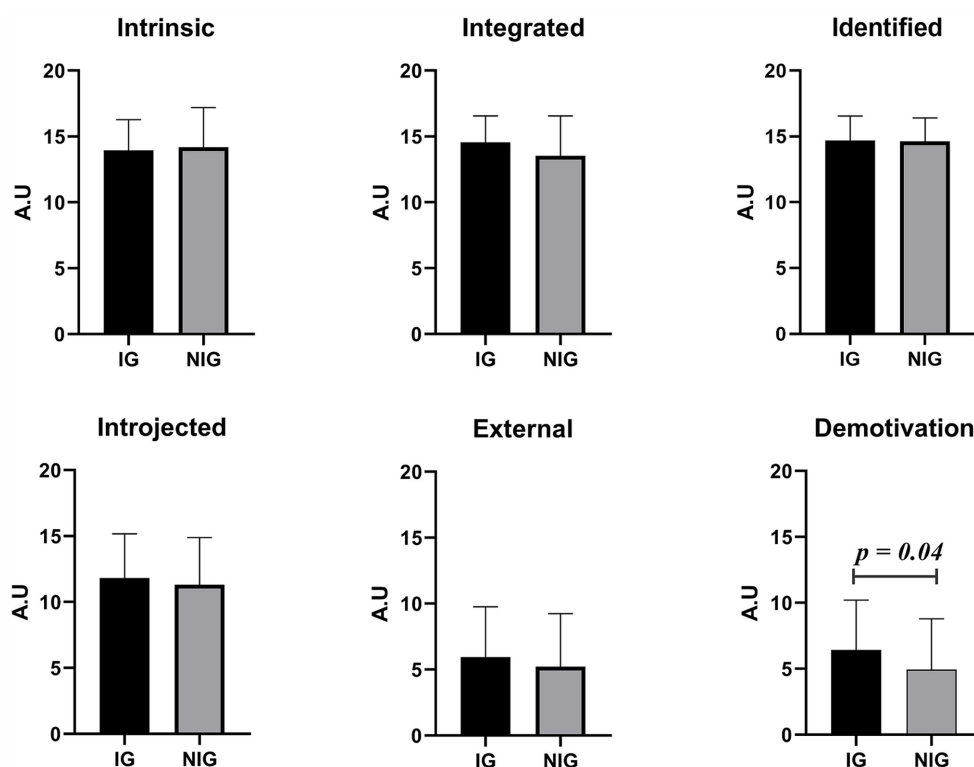 Intrinsic
20
15
10
5
0
A.U
IG NIG
Integrated
20
15
10
5
0
A.U
IG NIG
Identified
20
15
10
5
0
A.U
IG NIG
Introjected
20
15
10
5
0
A.U
IG NIG
External
20
15
10
5
0
A.U
IG NIG
Demotivation
20
15
10
5
0
A.U
p = 0.04
IG NIG